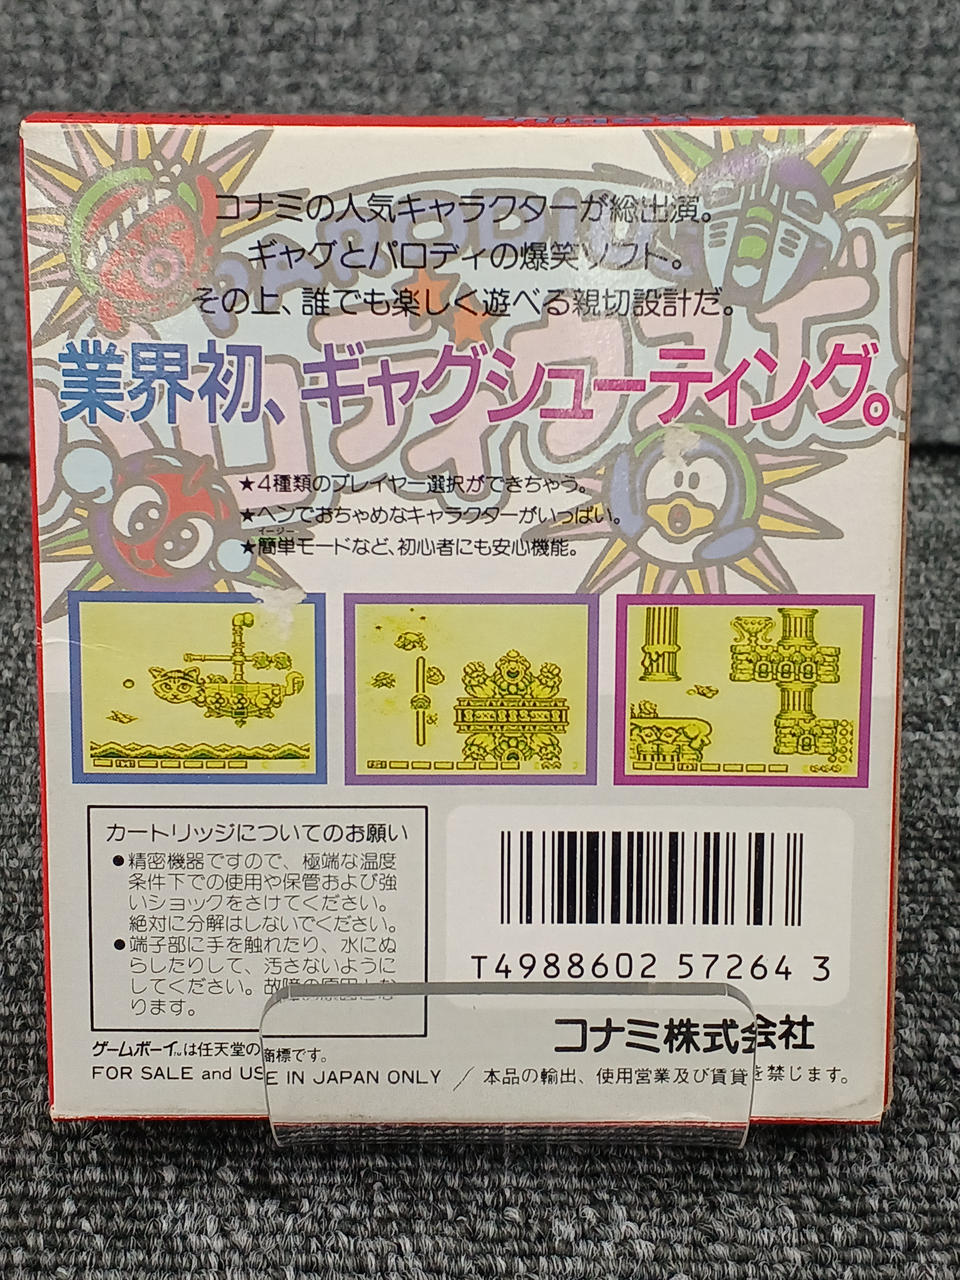 コナミの人気キャラクターが総出演。
ギャグとパロディの爆笑ソフト。
その上、誰でも楽しく遊べる親切設計だ。
業界初、ギャグシューティング。
★4種類のプレイヤー選択ができちゃう。
★ヘンでおちゃめなキャラクターがいっぱい。
イージー
★簡単モードなど、初心者にも安心機能。
カートリッジについてのお願い
●精密機器ですので、極端な温度
条件下での使用や保管および強
いショックをさけてください。
絶対に分解はしないでください。
●端子部に手を触れたり、水にぬ
らしたりして、汚さないように
してください。故障の原因とな
ります。
T4988602 57264 3
コナミ株式会社
ゲームボーイ™は任天堂の商標です。
FOR SALE and USE IN JAPAN ONLY / 本品の輸出、使用営業及び賃貸を禁じます。